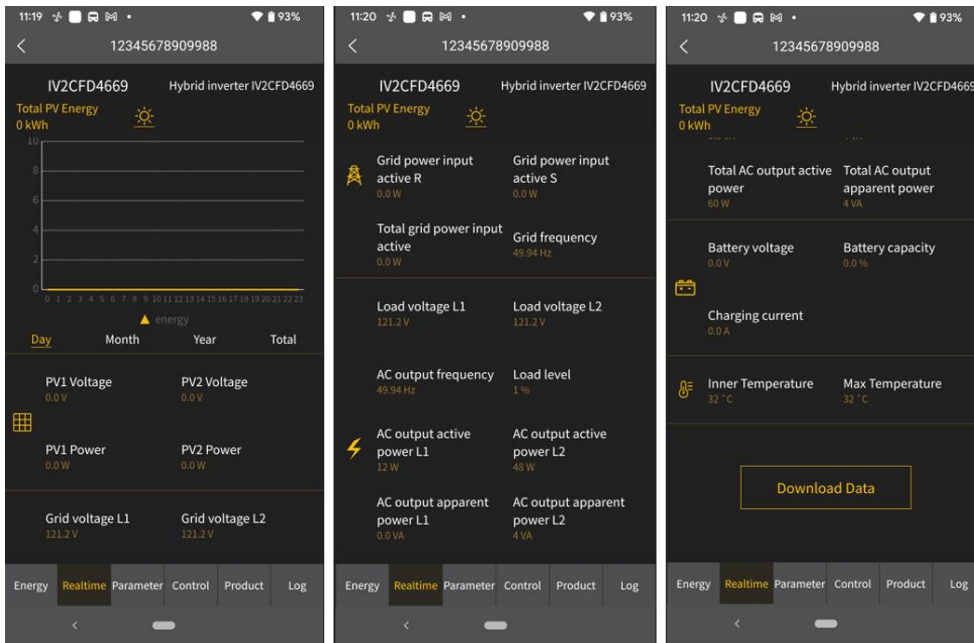 11:19 93%
12345678909988
IV2CFD4669 Hybrid inverter IV2CFD4669
Total PV Energy
0 kWh
10
8
6
4
2
0
0 1 2 3 4 5 6 7 8 9 10 11 12 13 14 15 16 17 18 19 20 21 22 23
energy
Day Month Year Total
PV1 Voltage PV2 Voltage
0.0 V 0.0 V
PV1 Power PV2 Power
0.0 W 0.0 W
Grid voltage L1 Grid voltage L2
121.2 V 121.2 V
Energy Realtime Parameter Control Product Log
11:20 93%
12345678909988
IV2CFD4669 Hybrid inverter IV2CFD4669
Total PV Energy
0 kWh
Grid power input Grid power input
active R active S
0.0 W 0.0 W
Total grid power input
active
0.0 W
Grid frequency
49.94 Hz
Load voltage L1 Load voltage L2
121.2 V 121.2 V
AC output frequency Load level
49.94 Hz 1 %
AC output active AC output active
power L1 power L2
12 W 48 W
AC output apparent AC output apparent
power L1 power L2
0.0 VA 4 VA
Energy Realtime Parameter Control Product Log
11:20 93%
12345678909988
IV2CFD4669 Hybrid inverter IV2CFD4669
Total PV Energy
0 kWh
Total AC output active Total AC output
power apparent power
60 W 4 VA
Battery voltage Battery capacity
0.0 V 0.0 %
Charging current
0.0 A
Inner Temperature Max Temperature
32 °C 32 °C
Download Data
Energy Realtime Parameter Control Product Log